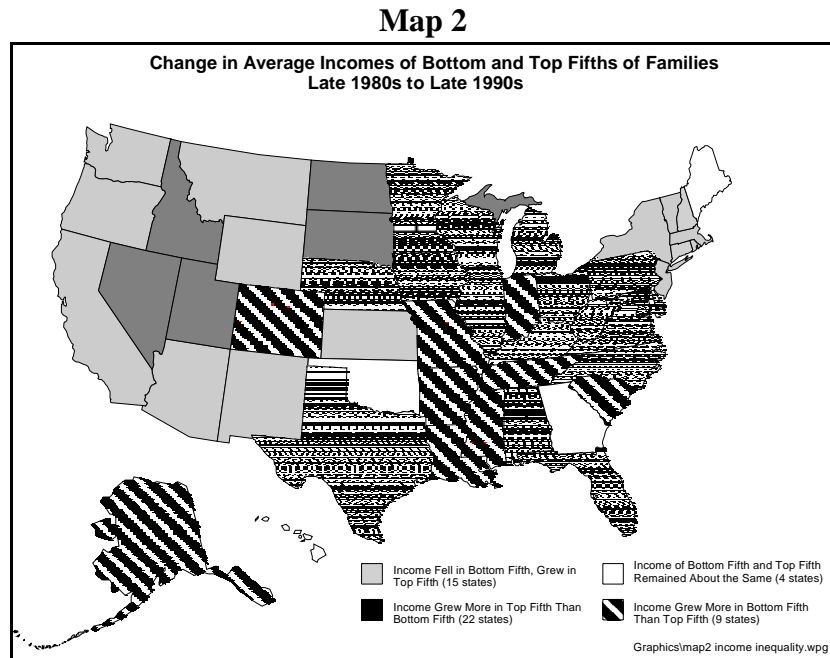 Map 2
Change in Average Incomes of Bottom and Top Fifths of Families
Late 1980s to Late 1990s
Income Fell in Bottom Fifth, Grew in
Top Fifth (15 states)
Income Grew More in Top Fifth Than
Bottom Fifth (22 states)
Income of Bottom Fifth and Top Fifth
Remained About the Same (4 states)
Income Grew More in Bottom Fifth
Than Top Fifth (9 states)
Graphics\map2 income inequality.wpg